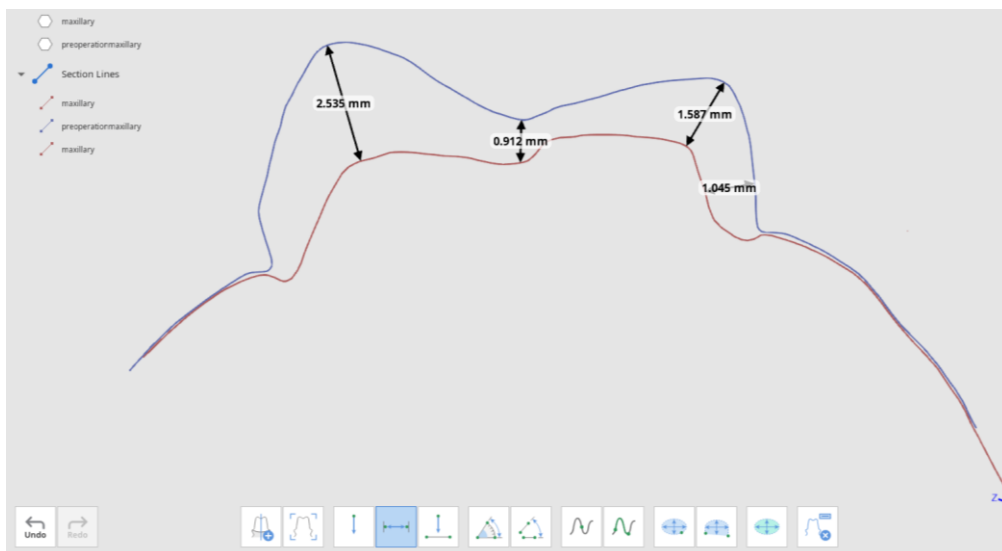 maxillary
preoperationmaxillary
Section Lines
maxillary
preoperationmaxillary
maxillary
2.535 mm
0.912 mm
1.587 mm
1.045 mm
Z
Undo
Redo